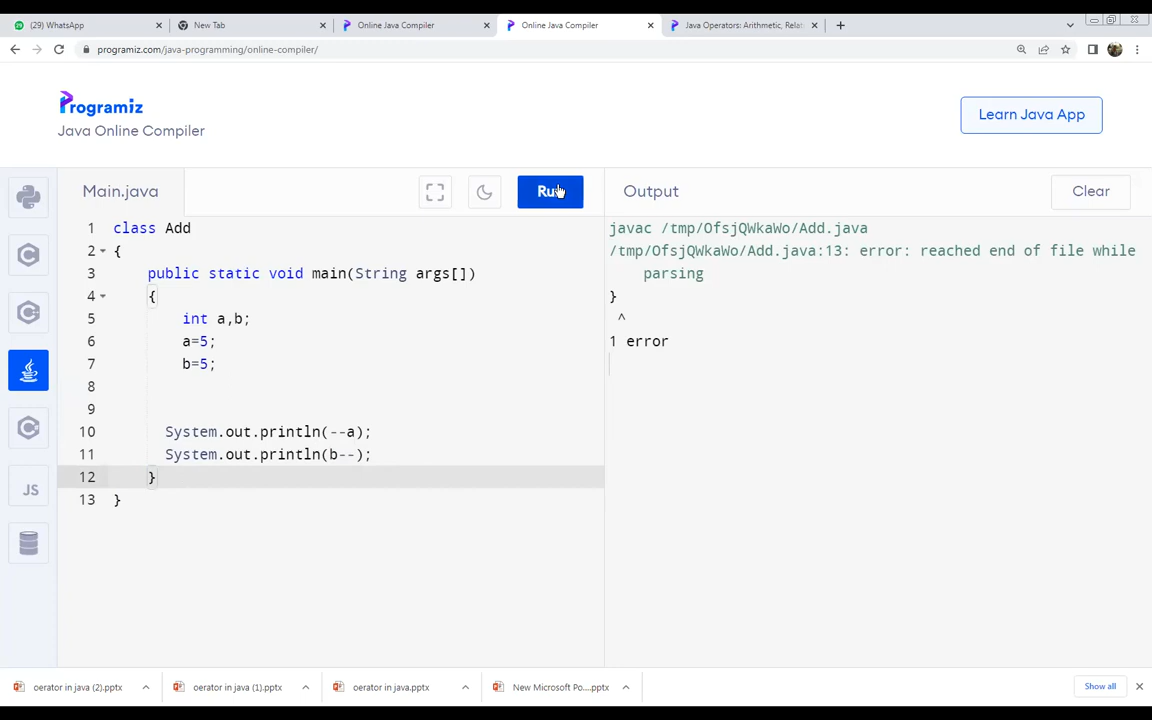 (29) WhatsApp
New Tab
Online Java Compiler
Online Java Compiler
Java Operators: Arithmetic, Relat
programiz.com/java-programming/online-compiler/
Programiz
Java Online Compiler
Learn Java App
Main.java
Run
Output
Clear
1 class Add
2 {
3 public static void main(String args[])
4 {
5 int a,b;
6 a=5;
7 b=5;
8
9
10 System.out.println(--a);
11 System.out.println(b--);
12 }
13 }
javac /tmp/OfsjQWkaWo/Add.java
/tmp/OfsjQWkaWo/Add.java:13: error: reached end of file while
parsing
}
^
1 error
JS
oerator in java (2).pptx
oerator in java (1).pptx
oerator in java.pptx
New Microsoft Po....pptx
Show all